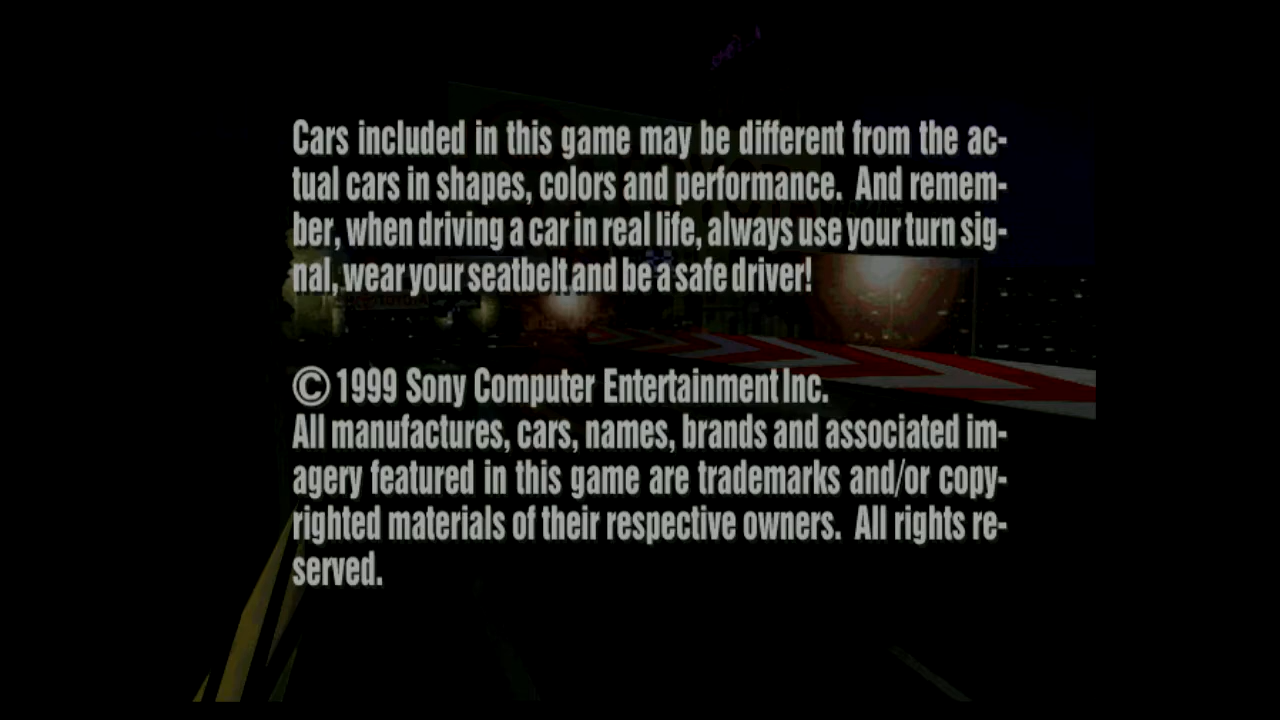 Cars included in this game may be different from the ac-
tual cars in shapes, colors and performance.  And remem-
ber, when driving a car in real life, always use your turn sig-
nal, wear your seatbelt and be a safe driver!
© 1999 Sony Computer Entertainment Inc.
All manufactures, cars, names, brands and associated im-
agery featured in this game are trademarks and/or copy-
righted materials of their respective owners.  All rights re-
served.